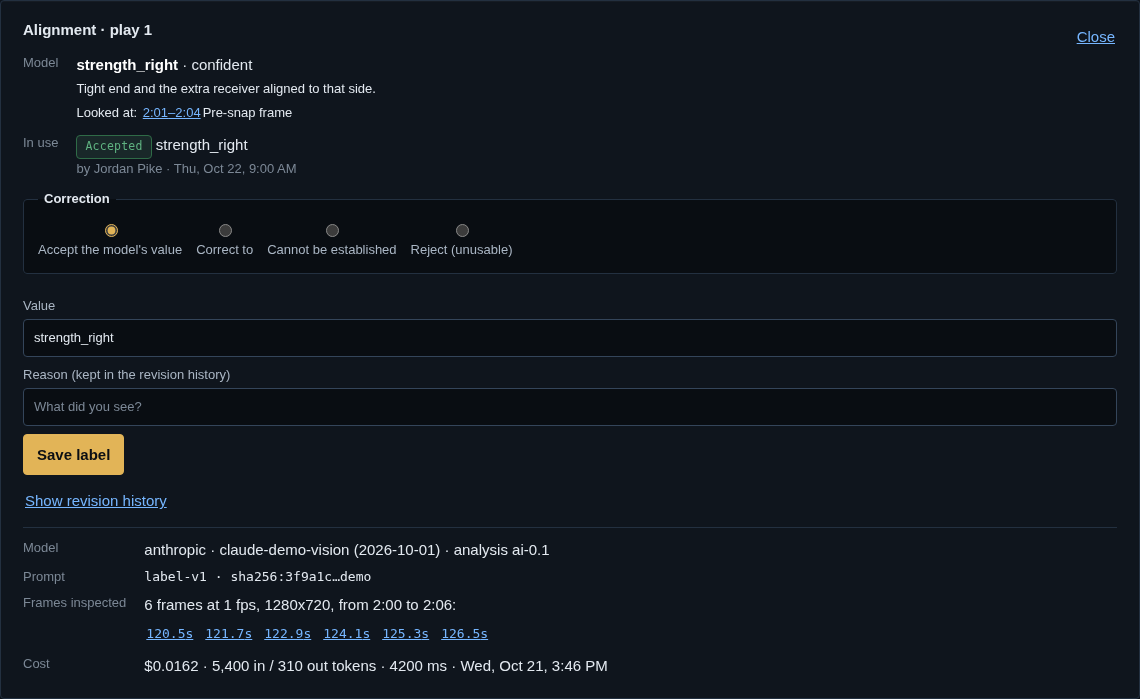 Alignment · play 1
Close
Model
strength_right · confident
Tight end and the extra receiver aligned to that side.
Looked at: 2:01–2:04 Pre-snap frame
In use
Accepted strength_right
by Jordan Pike · Thu, Oct 22, 9:00 AM
Correction
Accept the model's value
Correct to
Cannot be established
Reject (unusable)
Value
strength_right
Reason (kept in the revision history)
What did you see?
Save label
Show revision history
Model
anthropic · claude-demo-vision (2026-10-01) · analysis ai-0.1
Prompt
label-v1 · sha256:3f9a1c…demo
Frames inspected
6 frames at 1 fps, 1280x720, from 2:00 to 2:06:
120.5s 121.7s 122.9s 124.1s 125.3s 126.5s
Cost
$0.0162 · 5,400 in / 310 out tokens · 4200 ms · Wed, Oct 21, 3:46 PM